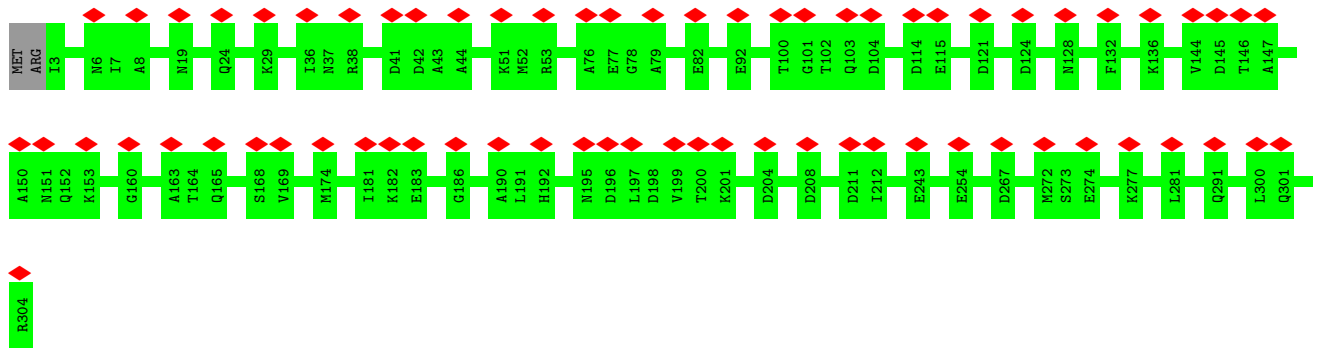 MET ARG I3 N6 I7 A8 N19 Q24 K29 I36 N37 R38 D41 D42 A43 A44 K51 M52 R53 A76 E77 G78 A79 E82 E92 T100 G101 T102 Q103 D104 D114 E115 D121 D124 N128 F132 K136 V144 D145 T146 A147
A150 N151 Q152 K153 G160 A163 T164 Q165 S168 V169 M174 I181 K182 E183 G186 A190 L191 H192 N195 D196 L197 D198 V199 T200 K201 D204 D208 D211 I212 E243 E254 D267 M272 S273 E274 K277 L281 Q291 L300 Q301
R304